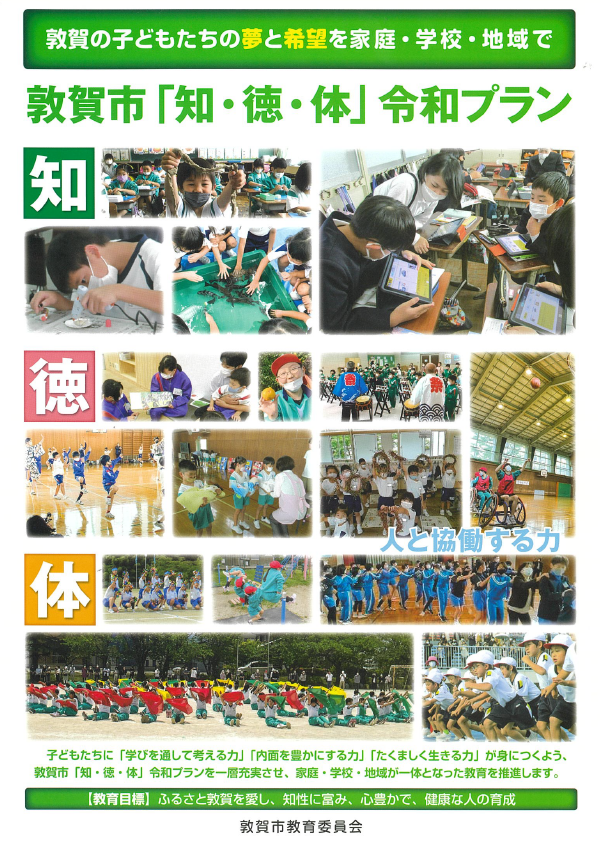 敦賀の子どもたちの夢と希望を家庭・学校・地域で
敦賀市「知・徳・体」令和プラン
知
徳
祭
人と協働する力
体
子どもたちに「学びを通して考える力」「内面を豊かにする力」「たくましく生きる力」が身につくよう、
敦賀市「知・徳・体」令和プランを一層充実させ、家庭・学校・地域が一体となった教育を推進します。
【教育目標】ふるさと敦賀を愛し、知性に富み、心豊かで、健康な人の育成
敦賀市教育委員会